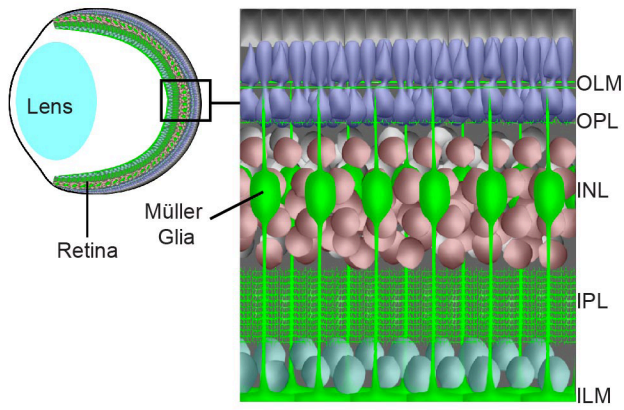 Lens
Retina
Müller
Glia
OLM
OPL
INL
IPL
ILM